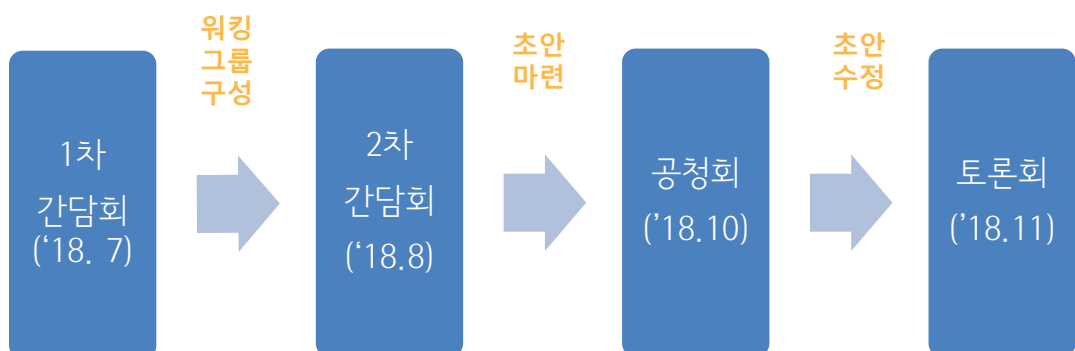 1차
간담회
(‘18. 7)
워킹
그룹
구성
2차
간담회
(‘18.8)
초안
마련
공청회
(’18.10)
초안
수정
토론회
(’18.11)